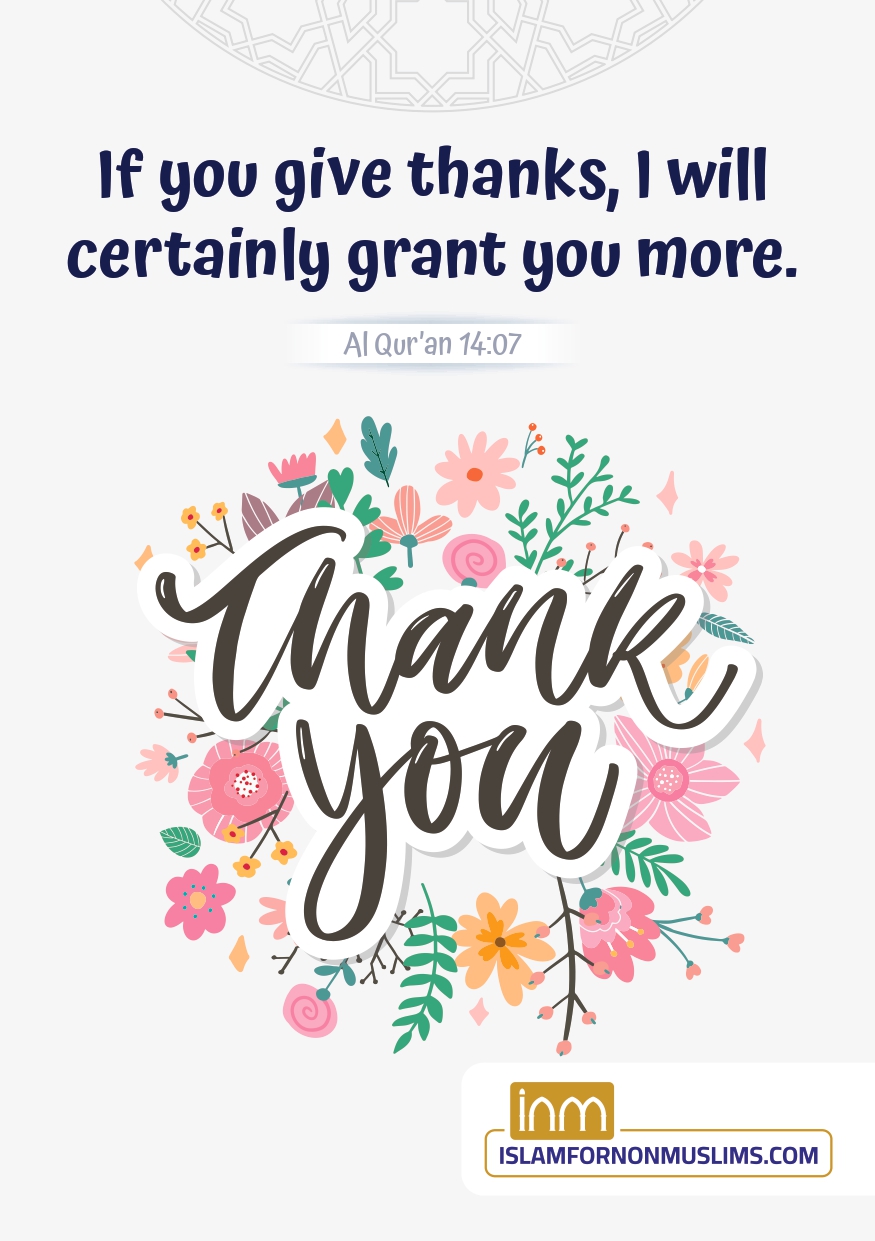 If you give thanks, I will
certainly grant you more.
Al Qur'an 14:07
Thank
you
inm
ISLAMFORNONMUSLIMS.COM